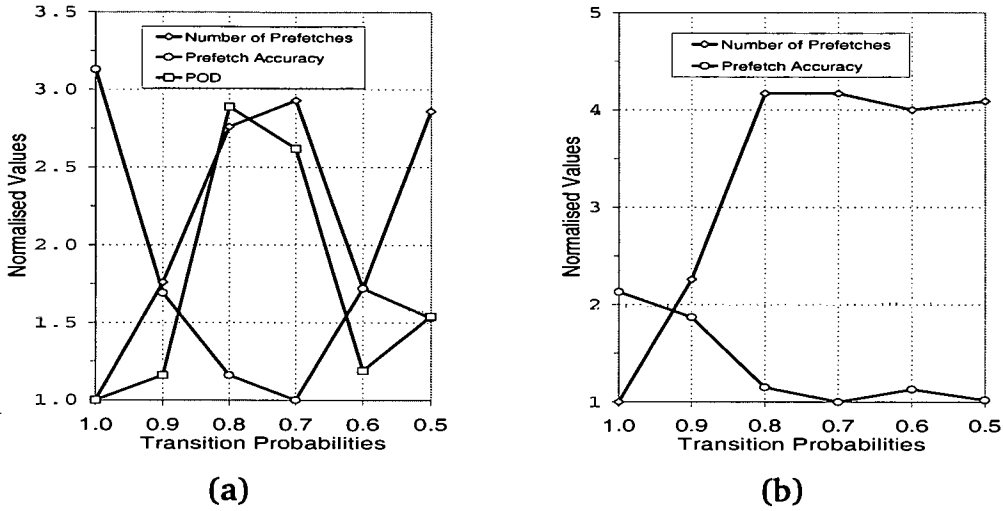 3.5
3.0
2.5
2.0
1.5
1.0
Normalised Values
Number of Prefetches
Prefetch Accuracy
POD
1.0 0.9 0.8 0.7 0.6 0.5
Transition Probabilities
(a)
5
4
3
2
1
Normalised Values
Number of Prefetches
Prefetch Accuracy
1.0 0.9 0.8 0.7 0.6 0.5
Transition Probabilities
(b)